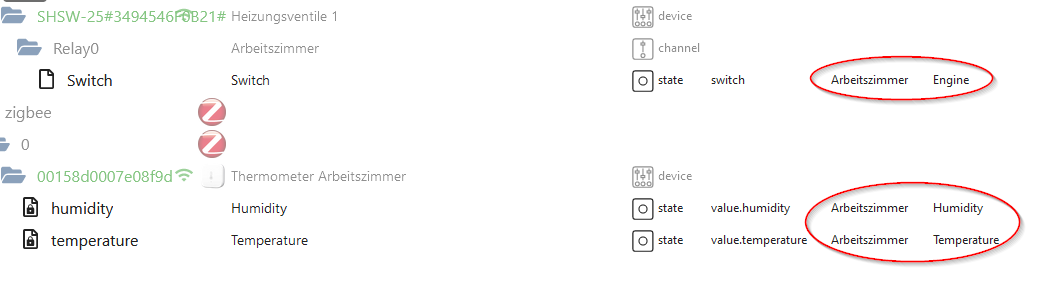 SHSW-25#3494546F0B21# Heizungsventile 1 device
Relay0 Arbeitszimmer channel
Switch Switch state switch Arbeitszimmer Engine
zigbee
0
00158d0007e08f9d Thermometer Arbeitszimmer device
humidity Humidity state value.humidity Arbeitszimmer Humidity
temperature Temperature state value.temperature Arbeitszimmer Temperature